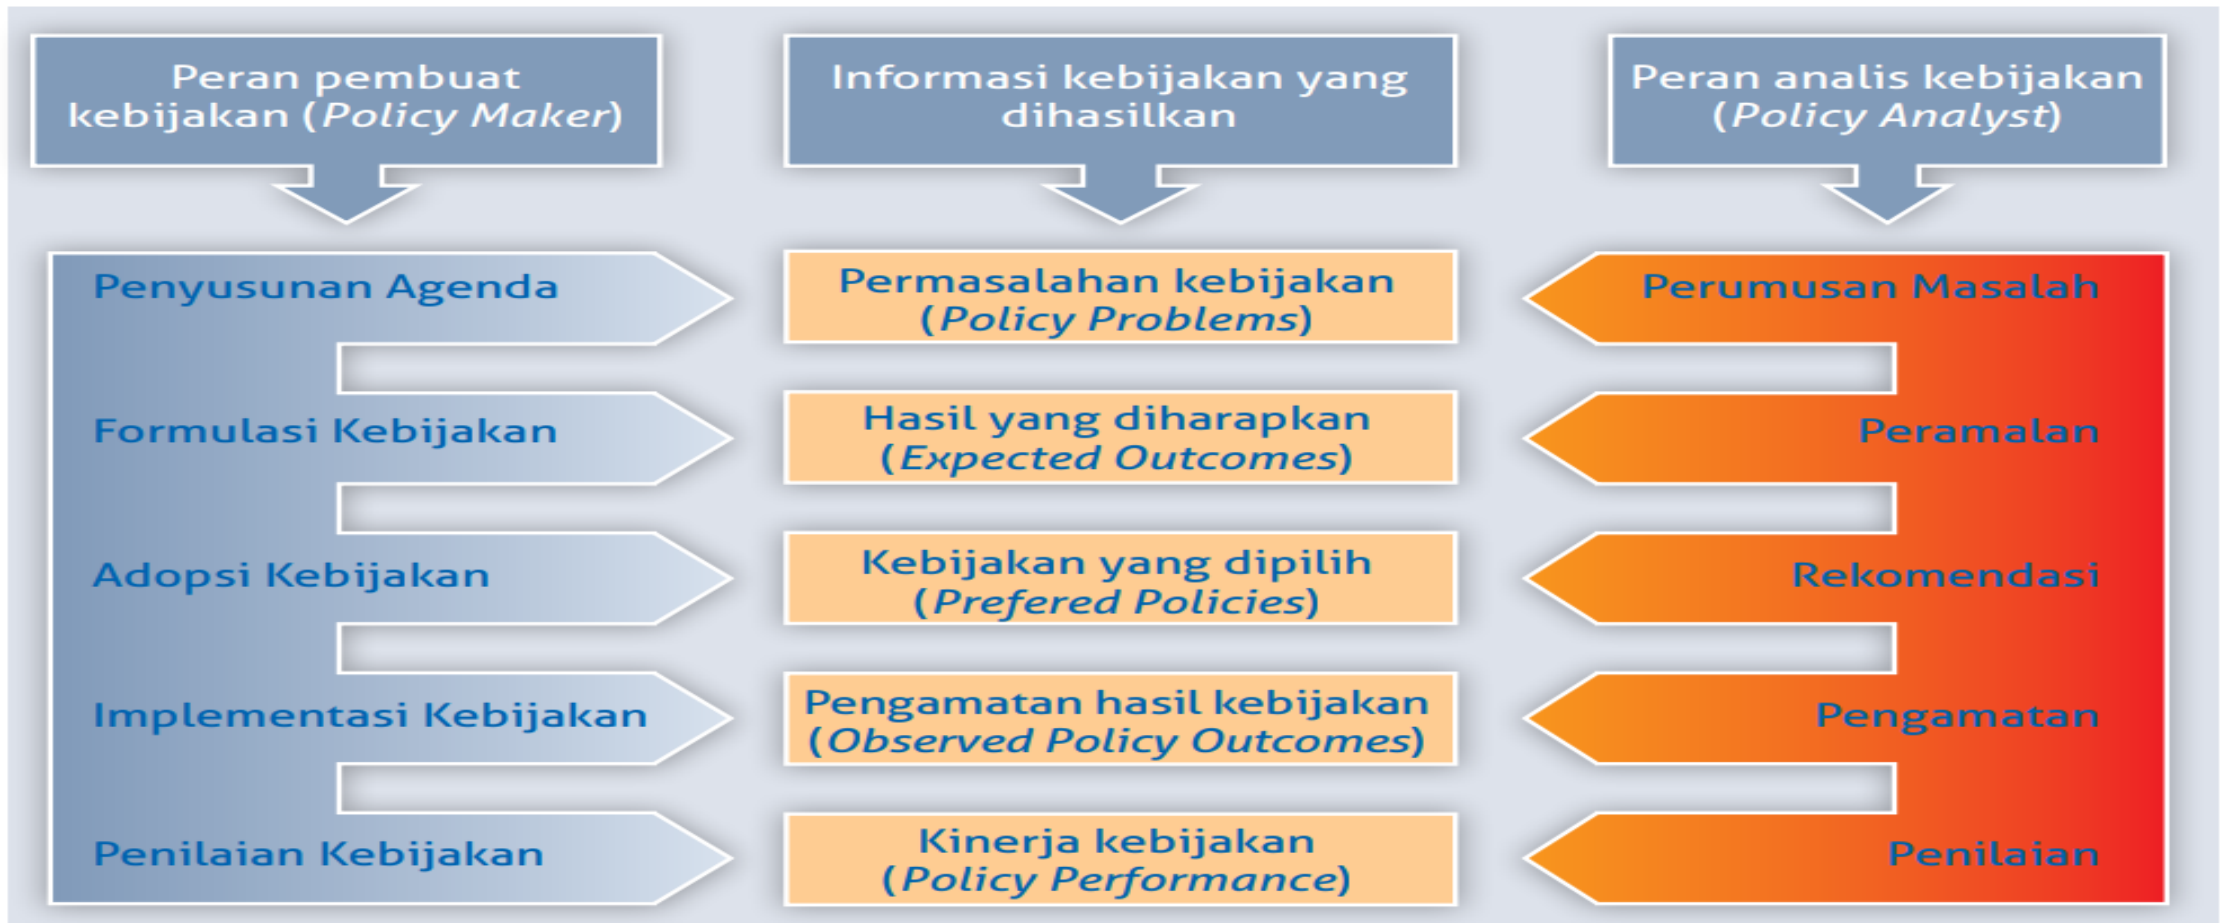 Peran pembuat
kebijakan (Policy Maker)
Informasi kebijakan yang
dihasilkan
Peran analis kebijakan
(Policy Analyst)
Penyusunan Agenda
Permasalahan kebijakan
(Policy Problems)
Perumusan Masalah
Formulasi Kebijakan
Hasil yang diharapkan
(Expected Outcomes)
Peramalan
Adopsi Kebijakan
Kebijakan yang dipilih
(Prefered Policies)
Rekomendasi
Implementasi Kebijakan
Pengamatan hasil kebijakan
(Observed Policy Outcomes)
Pengamatan
Penilaian Kebijakan
Kinerja kebijakan
(Policy Performance)
Penilaian